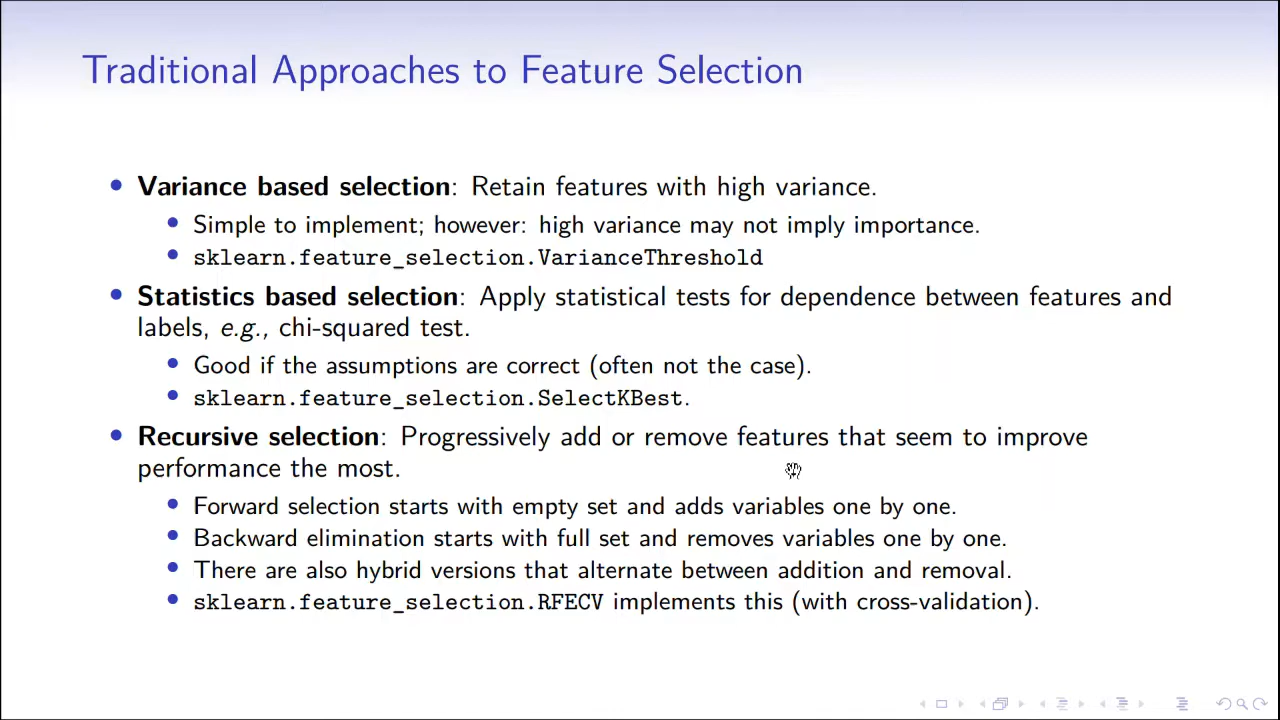 Traditional Approaches to Feature Selection
Variance based selection: Retain features with high variance.
Simple to implement; however: high variance may not imply importance.
sklearn.feature_selection.VarianceThreshold
Statistics based selection: Apply statistical tests for dependence between features and
labels, e.g., chi-squared test.
Good if the assumptions are correct (often not the case).
sklearn.feature_selection.SelectKBest.
Recursive selection: Progressively add or remove features that seem to improve
performance the most.
Forward selection starts with empty set and adds variables one by one.
Backward elimination starts with full set and removes variables one by one.
There are also hybrid versions that alternate between addition and removal.
sklearn.feature_selection.RFECV implements this (with cross-validation).